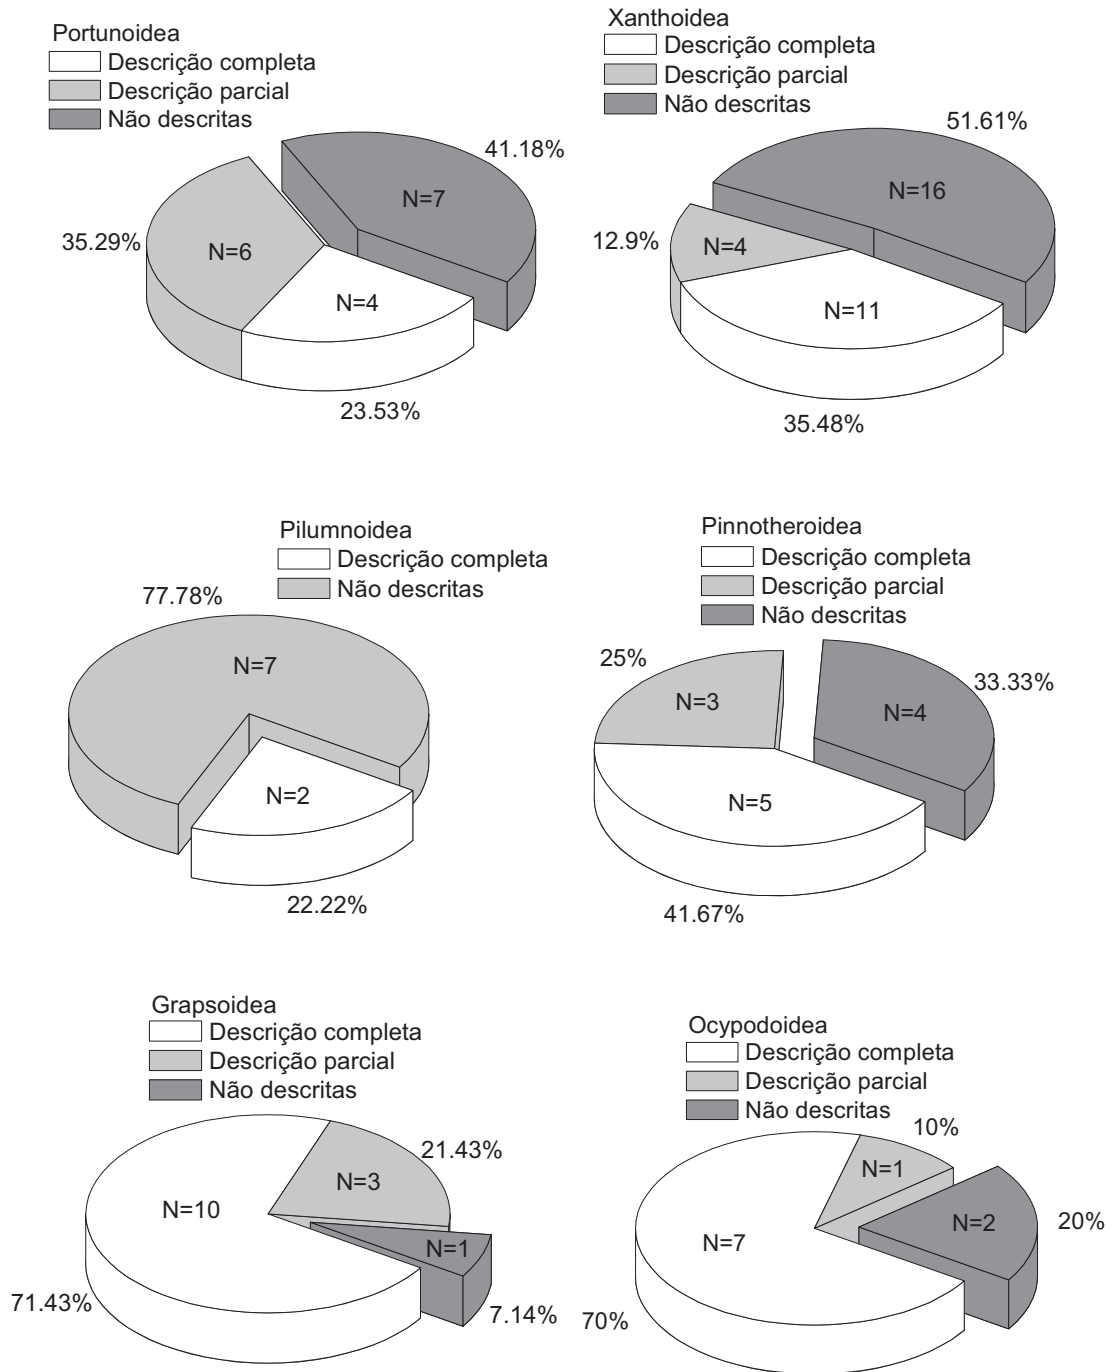 Portunoidea
Descrição completa
Descrição parcial
Não descritas
41.18%
N=7
35.29%
N=6
N=4
23.53%
Xanthoidea
Descrição completa
Descrição parcial
Não descritas
51.61%
N=16
12.9%
N=4
N=11
35.48%
Pilumnoidea
Descrição completa
Não descritas
77.78%
N=7
N=2
22.22%
Pinnotheroidea
Descrição completa
Descrição parcial
Não descritas
25%
N=3
33.33%
N=4
N=5
41.67%
Grapsoidea
Descrição completa
Descrição parcial
Não descritas
21.43%
N=3
N=10
N=1
71.43%
7.14%
Ocypodoidea
Descrição completa
Descrição parcial
Não descritas
10%
N=1
N=2
20%
N=7
70%